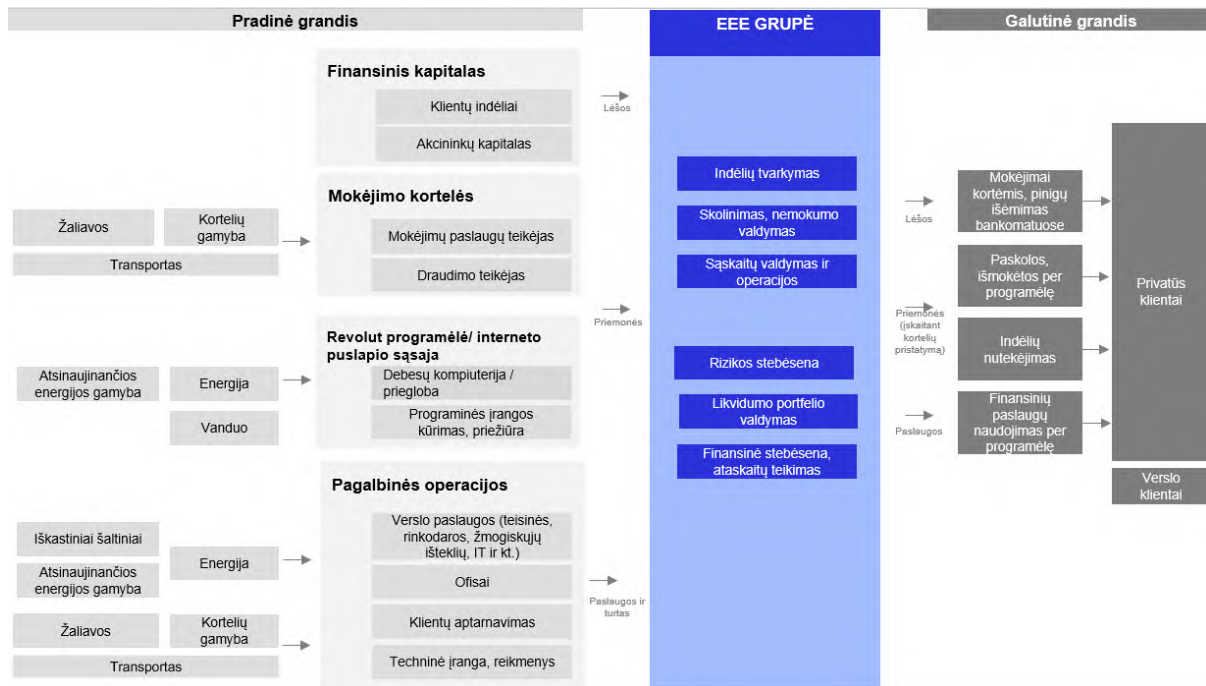 Pradinė grandis
EEE GRUPĖ
Galutinė grandis
Finansinis kapitalas
Klientų indėliai
Akcininkų kapitalas
Lėšos
Mokėjimo kortelės
Žaliavos
Kortelių
gamyba
Transportas
Mokėjimų paslaugų teikėjas
Draudimo teikėjas
Priemonės
Revolut programėlė/ interneto
puslapio sąsaja
Atsinaujinančios
energijos gamyba
Energija
Vanduo
Debesų kompiuterija /
priegloba
Programinės įrangos
kūrimas, priežiūra
Pagalbinės operacijos
Iškastiniai šaltiniai
Atsinaujinančios
energijos gamyba
Energija
Žaliavos
Kortelių
gamyba
Transportas
Verslo paslaugos (teisinės,
rinkodaros, žmogiskųjų
išteklių, IT ir kt.)
Ofisai
Klientų aptarnavimas
Techninė įranga, reikmenys
Paslaugos ir
turtas
Indėlių tvarkymas
Skolinimas, nemokumo
valdymas
Sąskaitų valdymas ir
operacijos
Rizikos stebėsena
Likvidumo portfelio
valdymas
Finansinė stebėsena,
ataskaitų teikimas
Lėšos
Priemonės
(įskaitant
kortelių
pristatymą)
Paslaugos
Mokėjimai
kortėmis, pinigų
išėmimas
bankomatuose
Paskolos,
išmokėtos per
programėlę
Indėlių
nutekėjimas
Finansinių
paslaugų
naudojimas per
programėlę
Privatūs
klientai
Verslo
klientai